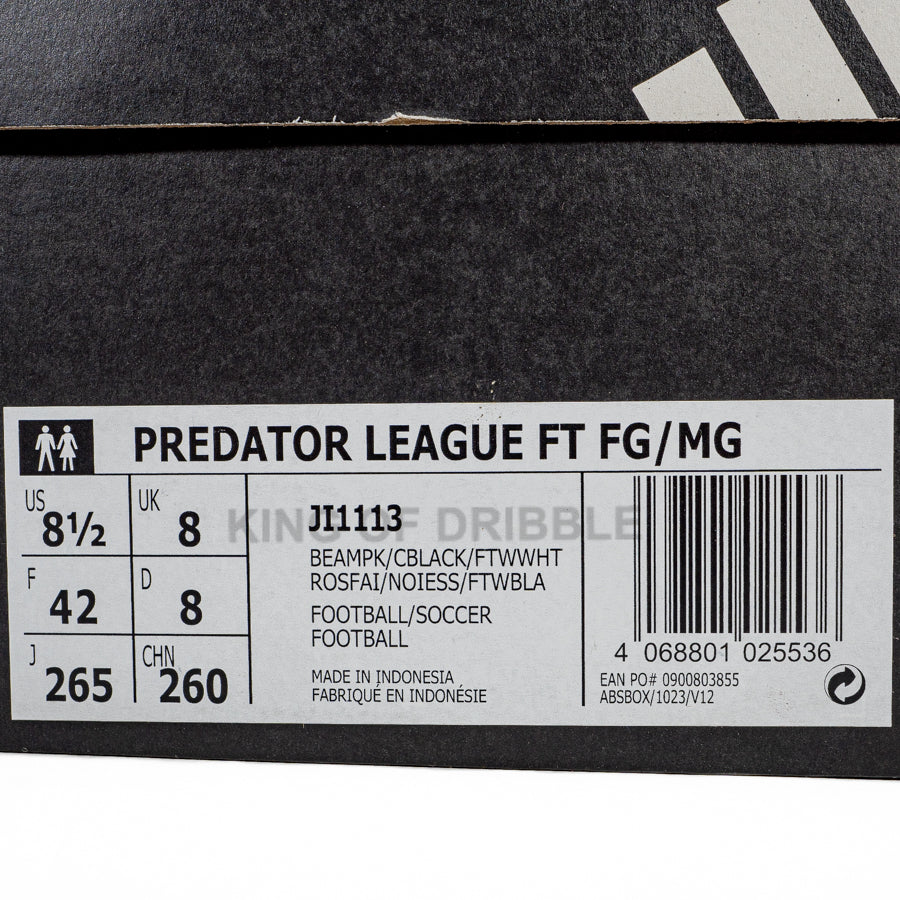 PREDATOR LEAGUE FT FG/MG
US 8½
UK 8
F 42
D 8
J 265
CHN 260
KING OF DRIBBLE
JI1113
BEAMPK/CBLACK/FTWWHT
ROSFAI/NOIESS/FTWBLA
FOOTBALL/SOCCER
FOOTBALL
MADE IN INDONESIA
FABRIQUÉ EN INDONÉSIE
4 068801 025536
EAN PO# 0900803855
ABSBOX/1023/V12